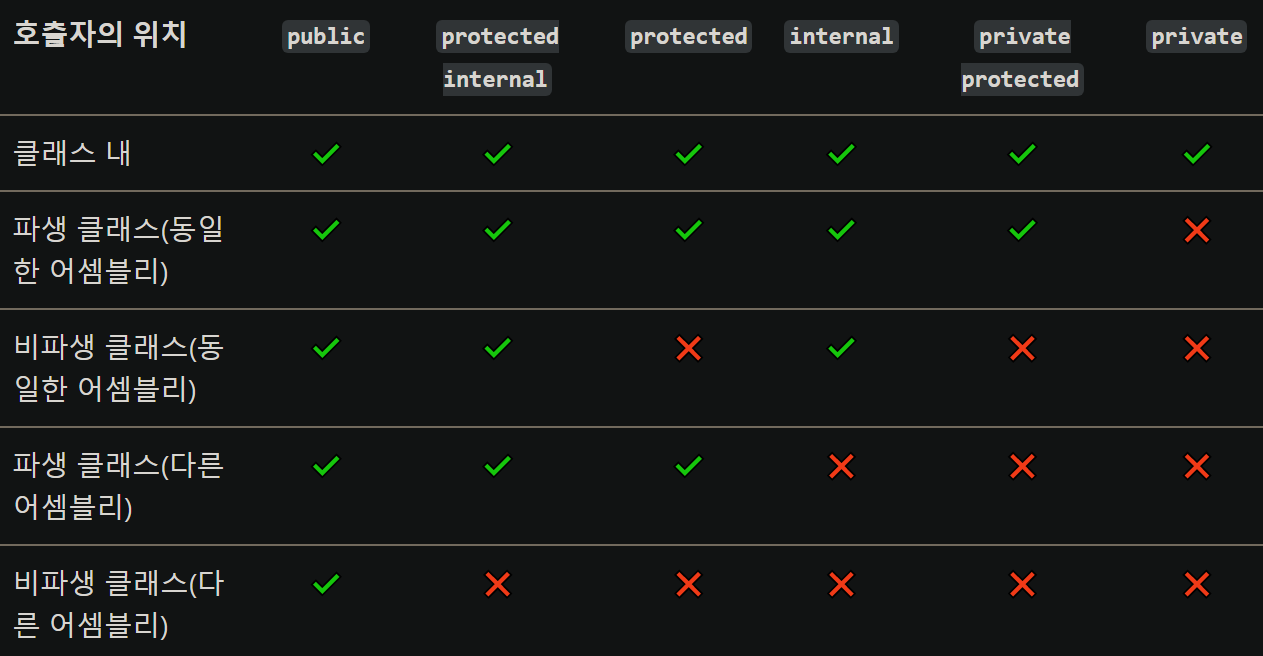 호출자의 위치 public protected protected internal private private
internal protected
클래스 내
파생 클래스(동일
한 어셈블리)
비파생 클래스(동
일한 어셈블리)
파생 클래스(다른
어셈블리)
비파생 클래스(다
른 어셈블리)